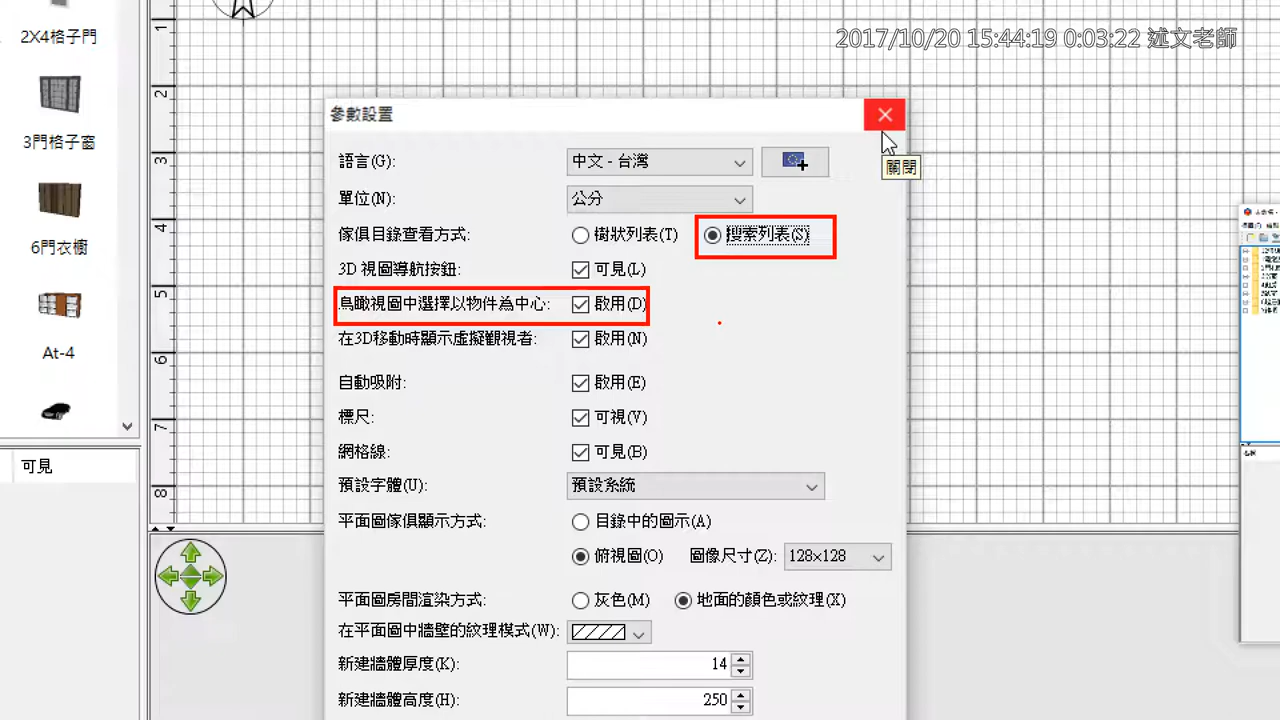 2X4格子門
3門格子窗
6門衣櫥
At-4
可見
1
2
3
4
5
6
7
8
2017/10/20 15:44:19 0:03:22 述文老師
參數設置
關閉
語言(G): 中文 - 台灣
單位(N): 公分
傢俱目錄查看方式: 樹狀列表(T) 搜索列表(S)
3D 視圖導航按鈕: 可見(L)
鳥瞰視圖中選擇以物件為中心: 啟用(D)
在3D移動時顯示虛擬觀視者: 啟用(N)
自動吸附: 啟用(E)
標尺: 可視(V)
網格線: 可見(B)
預設字體(U): 預設系統
平面圖傢俱顯示方式: 目錄中的圖示(A)
俯視圖(O) 圖像尺寸(Z): 128×128
平面圖房間渲染方式: 灰色(M) 地面的顏色或紋理(X)
在平面圖中牆壁的紋理模式(W):
新建牆體厚度(K): 14
新建牆體高度(H): 250